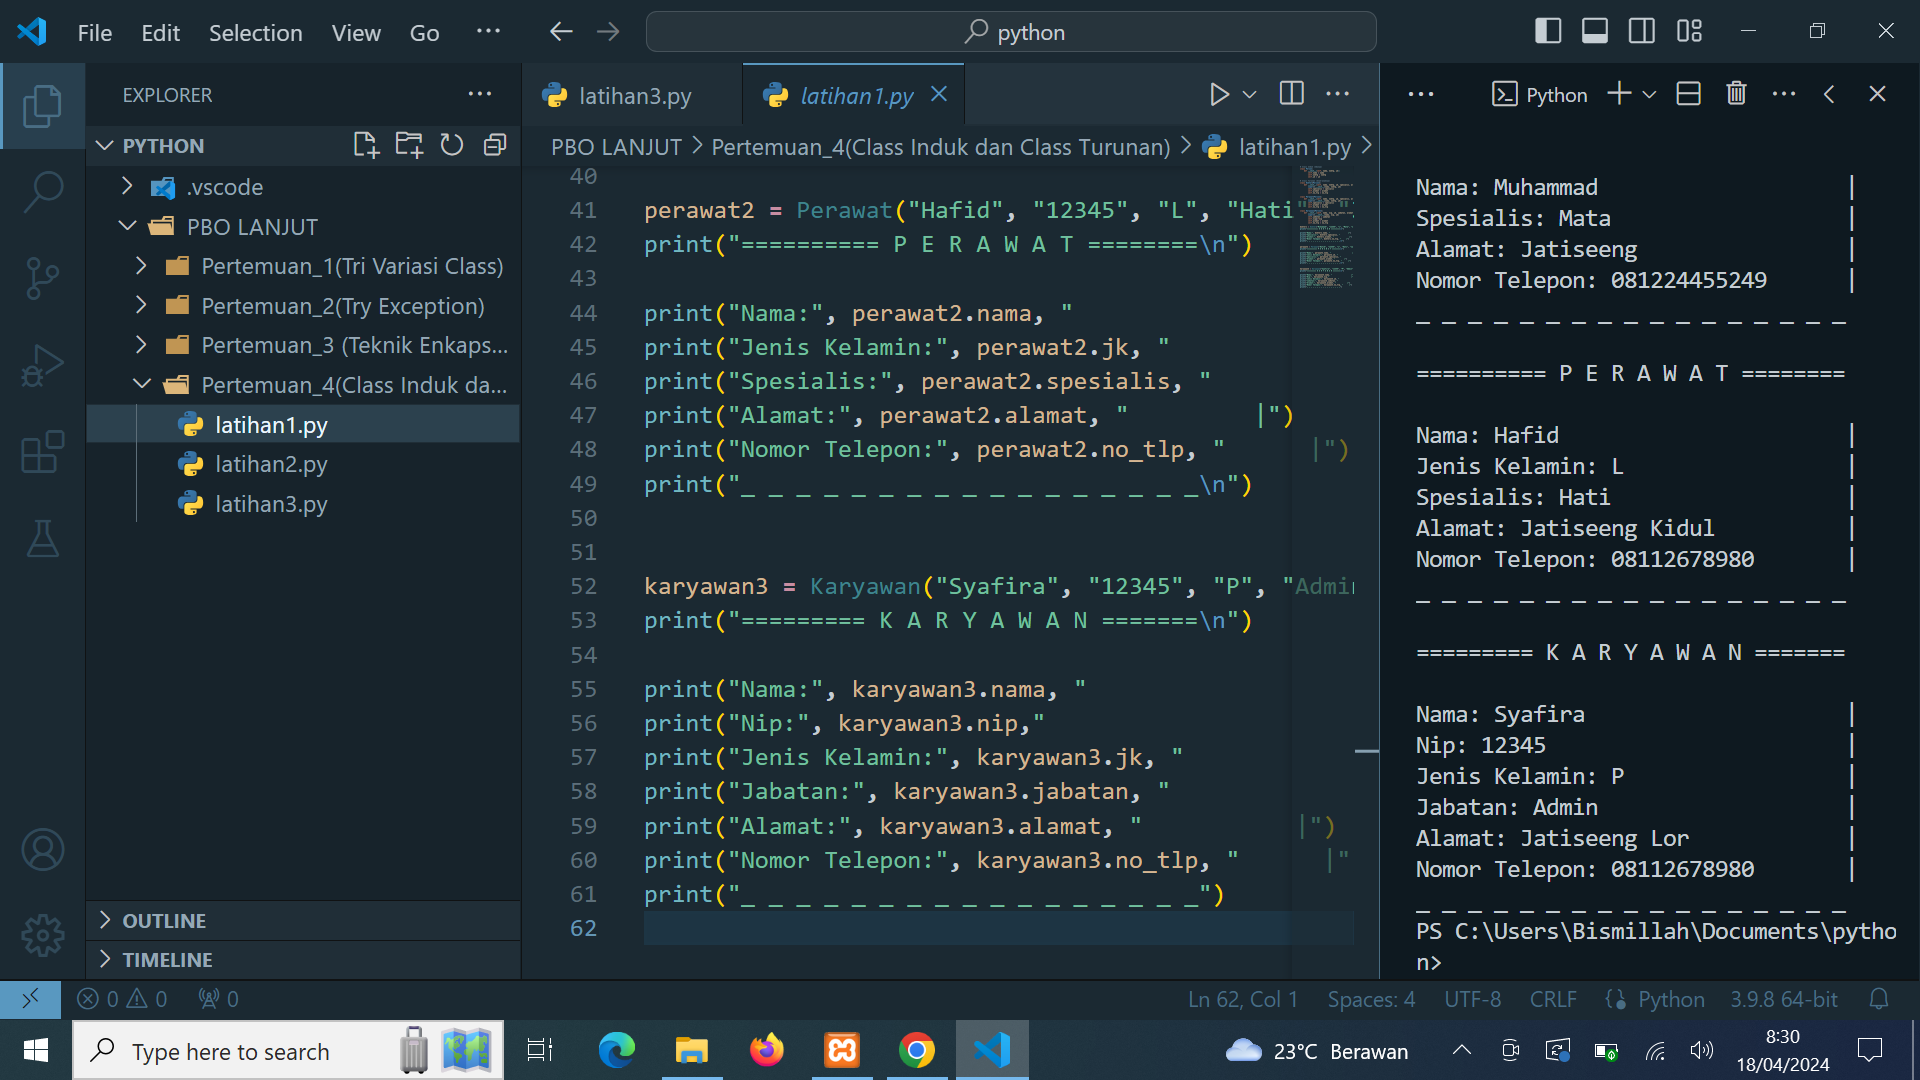 File Edit Selection View Go ···
python
EXPLORER
PYTHON
.vscode
PBO LANJUT
Pertemuan_1(Tri Variasi Class)
Pertemuan_2(Try Exception)
Pertemuan_3 (Teknik Enkaps...
Pertemuan_4(Class Induk da...
latihan1.py
latihan2.py
latihan3.py
OUTLINE
TIMELINE
latihan3.py
latihan1.py
PBO LANJUT > Pertemuan_4(Class Induk dan Class Turunan) > latihan1.py >
40
41 perawat2 = Perawat("Hafid", "12345", "L", "Hati", "
42 print("========== P E R A W A T ========\n")
43
44 print("Nama:", perawat2.nama, "
45 print("Jenis Kelamin:", perawat2.jk, "
46 print("Spesialis:", perawat2.spesialis, "
47 print("Alamat:", perawat2.alamat, " |")
48 print("Nomor Telepon:", perawat2.no_tlp, " |")
49 print("_ _ _ _ _ _ _ _ _ _ _ _ _ _ _ _ _\n")
50
51
52 karyawan3 = Karyawan("Syafira", "12345", "P", "Admi
53 print("========= K A R Y A W A N =======\n")
54
55 print("Nama:", karyawan3.nama, "
56 print("Nip:", karyawan3.nip,"
57 print("Jenis Kelamin:", karyawan3.jk, "
58 print("Jabatan:", karyawan3.jabatan, "
59 print("Alamat:", karyawan3.alamat, " |")
60 print("Nomor Telepon:", karyawan3.no_tlp, " |"
61 print("_ _ _ _ _ _ _ _ _ _ _ _ _ _ _ _ _")
62
Python
Nama: Muhammad |
Spesialis: Mata |
Alamat: Jatiseeng |
Nomor Telepon: 081224455249 |
_ _ _ _ _ _ _ _ _ _ _ _ _ _ _ _ _
========== P E R A W A T ========
Nama: Hafid |
Jenis Kelamin: L |
Spesialis: Hati |
Alamat: Jatiseeng Kidul |
Nomor Telepon: 08112678980 |
_ _ _ _ _ _ _ _ _ _ _ _ _ _ _ _ _
========= K A R Y A W A N =======
Nama: Syafira |
Nip: 12345 |
Jenis Kelamin: P |
Jabatan: Admin |
Alamat: Jatiseeng Lor |
Nomor Telepon: 08112678980 |
_ _ _ _ _ _ _ _ _ _ _ _ _ _ _ _ _
PS C:\Users\Bismillah\Documents\pytho
n>
0 0 0
Ln 62, Col 1 Spaces: 4 UTF-8 CRLF Python 3.9.8 64-bit
Type here to search
23°C Berawan
8:30
18/04/2024